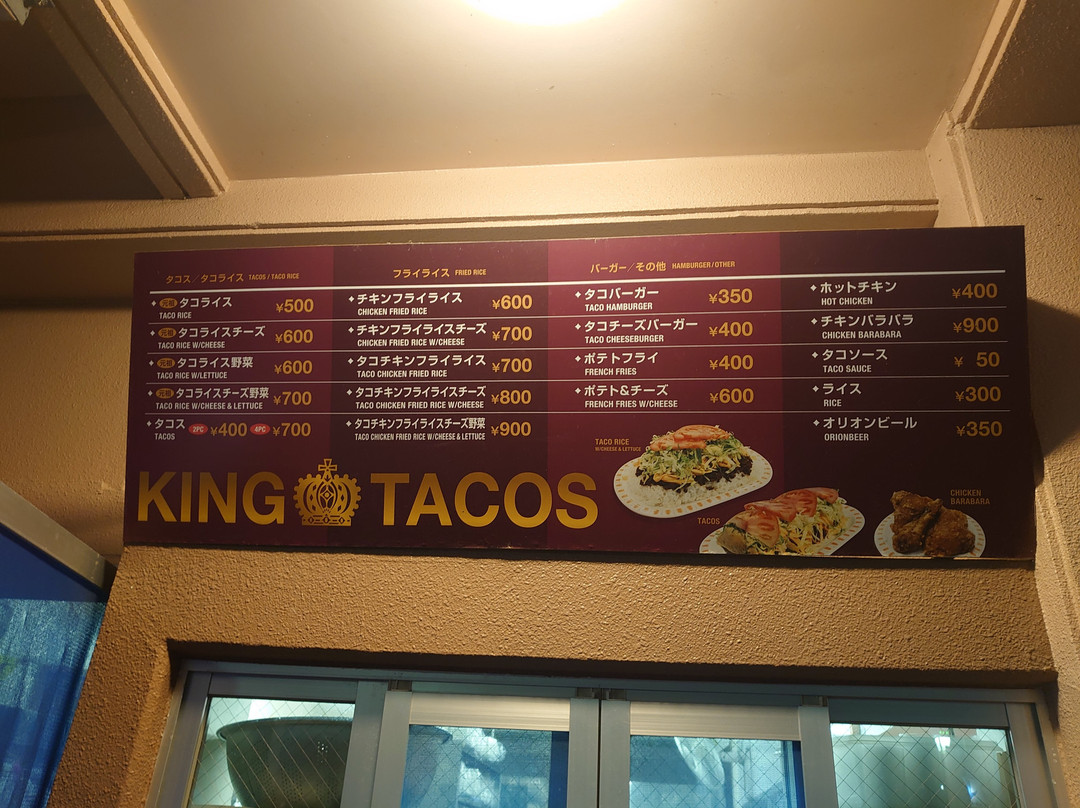 タコス／タコライス TACOS / TACO RICE
元祖 タコライス ¥500
TACO RICE
元祖 タコライスチーズ ¥600
TACO RICE W/CHEESE
元祖 タコライス野菜 ¥600
TACO RICE W/LETTUCE
元祖 タコライスチーズ野菜 ¥700
TACO RICE W/CHEESE & LETTUCE
タコス 2PC ¥400 4PC ¥700
TACOS
フライライス FRIED RICE
チキンフライライス ¥600
CHICKEN FRIED RICE
チキンフライライスチーズ ¥700
CHICKEN FRIED RICE W/CHEESE
タコチキンフライライス ¥700
TACO CHICKEN FRIED RICE
タコチキンフライライスチーズ ¥800
TACO CHICKEN FRIED RICE W/CHEESE
タコチキンフライライスチーズ野菜 ¥900
TACO CHICKEN FRIED RICE W/CHEESE & LETTUCE
バーガー／その他 HAMBURGER/OTHER
タコバーガー ¥350
TACO HAMBURGER
タコチーズバーガー ¥400
TACO CHEESEBURGER
ポテトフライ ¥400
FRENCH FRIES
ポテト&チーズ ¥600
FRENCH FRIES W/CHEESE
ホットチキン ¥400
HOT CHICKEN
チキンバラバラ ¥900
CHICKEN BARABARA
タコソース ¥ 50
TACO SAUCE
ライス ¥300
RICE
オリオンビール ¥350
ORIONBEER
KING TACOS
TACO RICE
W/CHEESE & LETTUCE
TACOS
CHICKEN
BARABARA